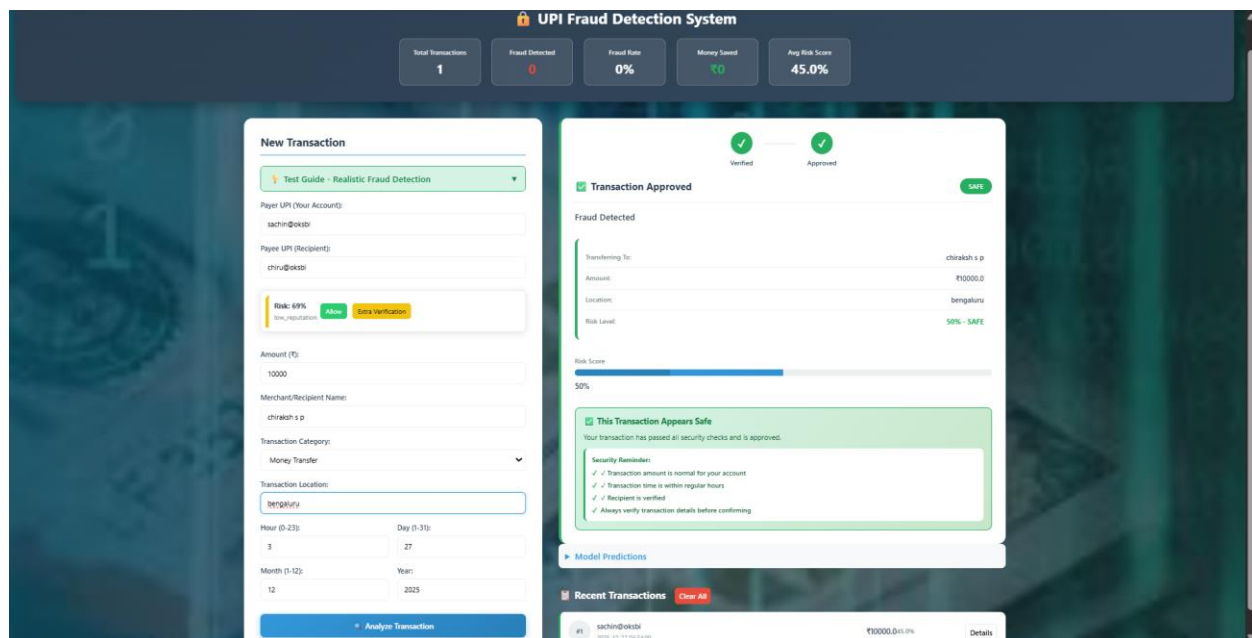 UPI Fraud Detection System
Total Transactions
1
Fraud Detected
0
Fraud Rate
0%
Money Saved
₹0
Avg Risk Score
45.0%
New Transaction
Test Guide - Realistic Fraud Detection ▼
Payer UPI (Your Account):
sachin@oksbi
Payee UPI (Recipient):
chiru@oksbi
Risk: 69%
low_reputation
Allow
Extra Verification
Amount (₹):
10000
Merchant/Recipient Name:
chiraksh s p
Transaction Category:
Money Transfer
Transaction Location:
bengaluru
Hour (0-23):
3
Day (1-31):
27
Month (1-12):
12
Year:
2025
Analyze Transaction
Verified
Approved
Transaction Approved
SAFE
Fraud Detected
Transferring To: chiraksh s p
Amount: ₹10000.0
Location: bengaluru
Risk Level: 50% - SAFE
Risk Score
50%
This Transaction Appears Safe
Your transaction has passed all security checks and is approved.
Security Reminder:
✓ ✓ Transaction amount is normal for your account
✓ ✓ Transaction time is within regular hours
✓ ✓ Recipient is verified
✓ Always verify transaction details before confirming
▶ Model Predictions
Recent Transactions
Clear All
#1
sachin@oksbi
₹10000.0 45.0%
Details